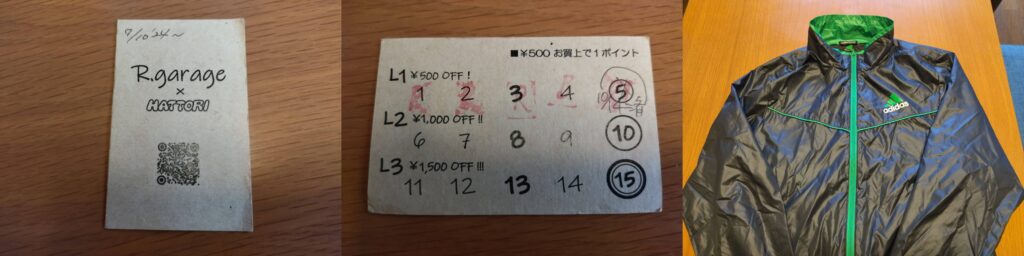 7/10 '24~
R.garage
×
HATTORI
■¥500 お買上で1ポイント
L1 ¥500 OFF!
1 2 3 4 5
L2 ¥1,000 OFF!!
6 7 8 9 10
L3 ¥1,500 OFF!!!
11 12 13 14 15
adidas